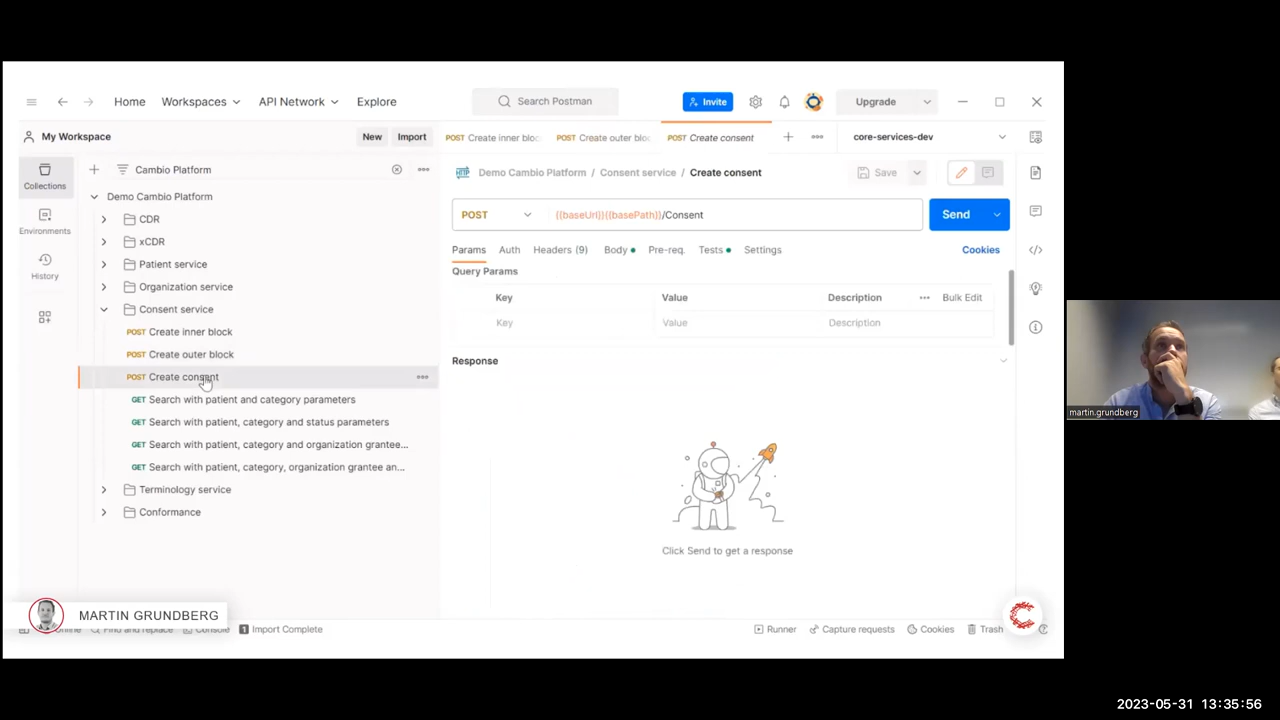 Home Workspaces API Network Explore Search Postman Invite Upgrade
My Workspace New Import POST Create inner bloc POST Create outer bloc POST Create consent core-services-dev
Collections
Environments
History
Cambio Platform
Demo Cambio Platform
CDR
xCDR
Patient service
Organization service
Consent service
POST Create inner block
POST Create outer block
POST Create consent
GET Search with patient and category parameters
GET Search with patient, category and status parameters
GET Search with patient, category and organization grantee...
GET Search with patient, category, organization grantee an...
Terminology service
Conformance
HTTP Demo Cambio Platform / Consent service / Create consent Save
POST {{baseUrl}}{{basePath}}/Consent Send
Params Auth Headers (9) Body Pre-req. Tests Settings Cookies
Query Params
Key Value Description Bulk Edit
Key Value Description
Response
Click Send to get a response
MARTIN GRUNDBERG
Online Find and replace Console 1 Import Complete Runner Capture requests Cookies Trash
martin.grundberg
2023-05-31 13:35:56